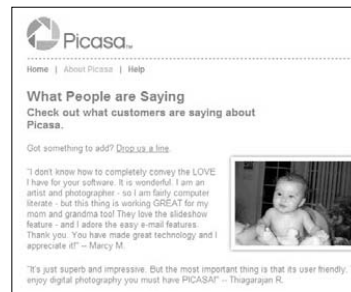 Picasa™
Home | About Picasa | Help
What People are Saying
Check out what customers are saying about
Picasa.
Got something to add? Drop us a line.
"I don't know how to completely convey the LOVE
I have for your software. It is wonderful. I am an
artist and photographer - so I am fairly computer
literate - but this thing is working GREAT for my
mom and grandma too! They love the slideshow
feature - and I adore the easy e-mail features.
Thank you. You have made great technology and I
appreciate it!" -- Marcy M.
"It's just superb and impressive. But the most important thing is that its user friendly.
enjoy digital photography you must have PICASA!" -- Thiagarajan R.